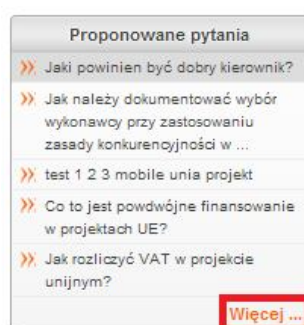 Proponowane pytania
Jaki powinien być dobry kierownik?
Jak należy dokumentować wybór
wykonawcy przy zastosowaniu
zasady konkurencyjności w ...
test 1 2 3 mobile unia projekt
Co to jest powdwójne finansowanie
w projektach UE?
Jak rozliczyć VAT w projekcie
unijnym?
Więcej ...